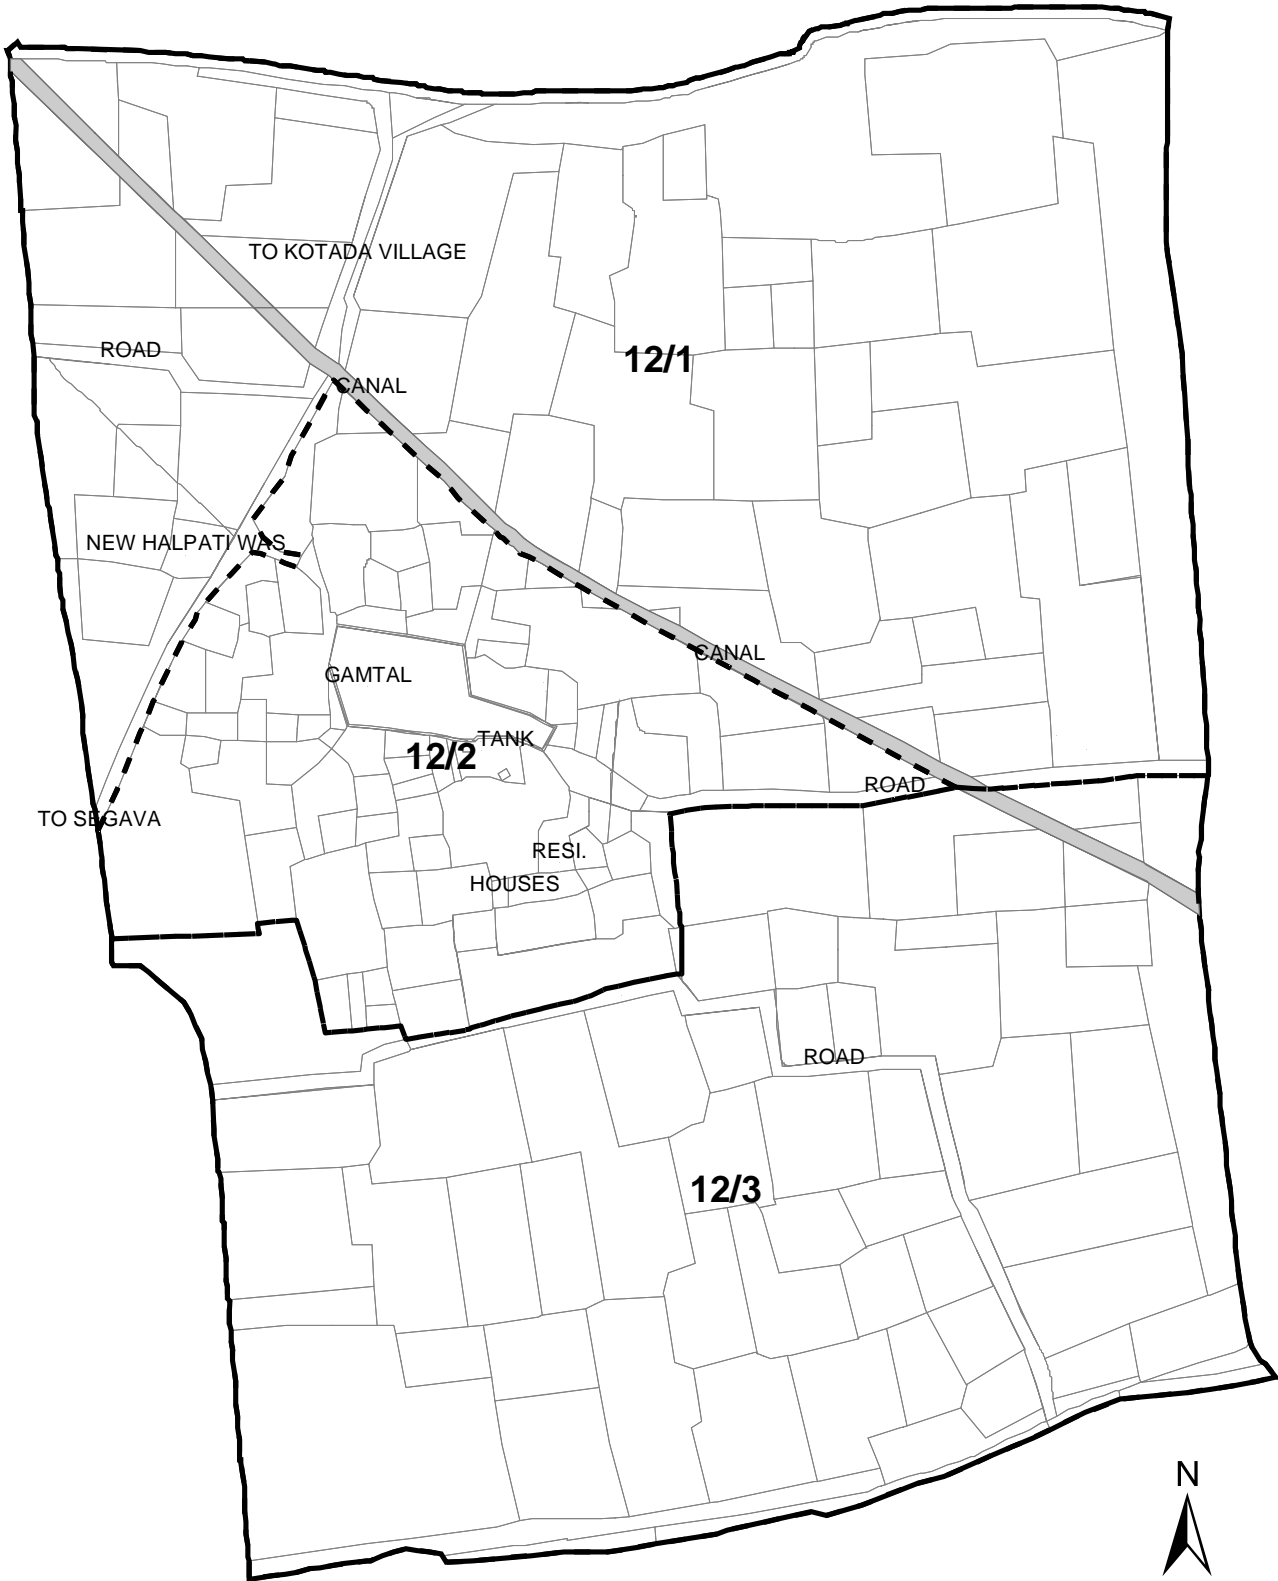 TO KOTADA VILLAGE
ROAD
12/1
CANAL
NEW HALPATI WAS
CANAL
GAMTAL
TANK
12/2
ROAD
TO SEGAVA
RESI.
HOUSES
ROAD
12/3
N